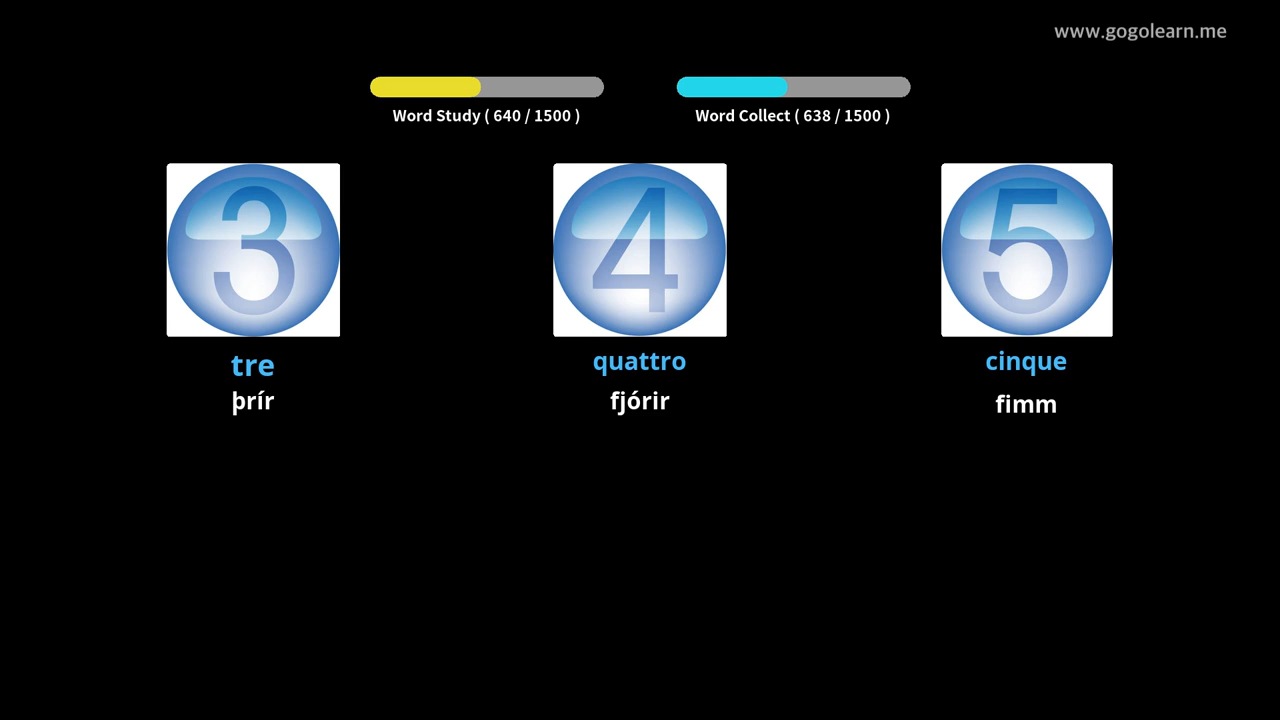 www.gogolearn.me
Word Study ( 640 / 1500 )
Word Collect ( 638 / 1500 )
3
4
5
tre
quattro
cinque
þrír
fjórir
fimm